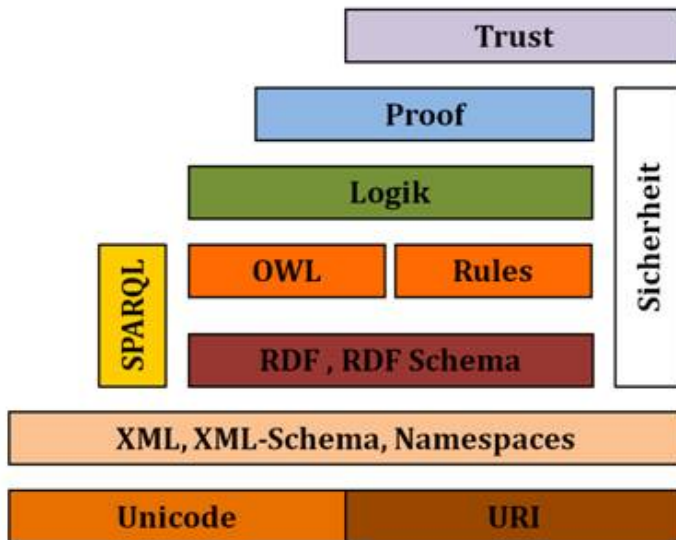 Trust
Proof
Logik
OWL
Rules
SPARQL
Sicherheit
RDF , RDF Schema
XML, XML-Schema, Namespaces
Unicode
URI